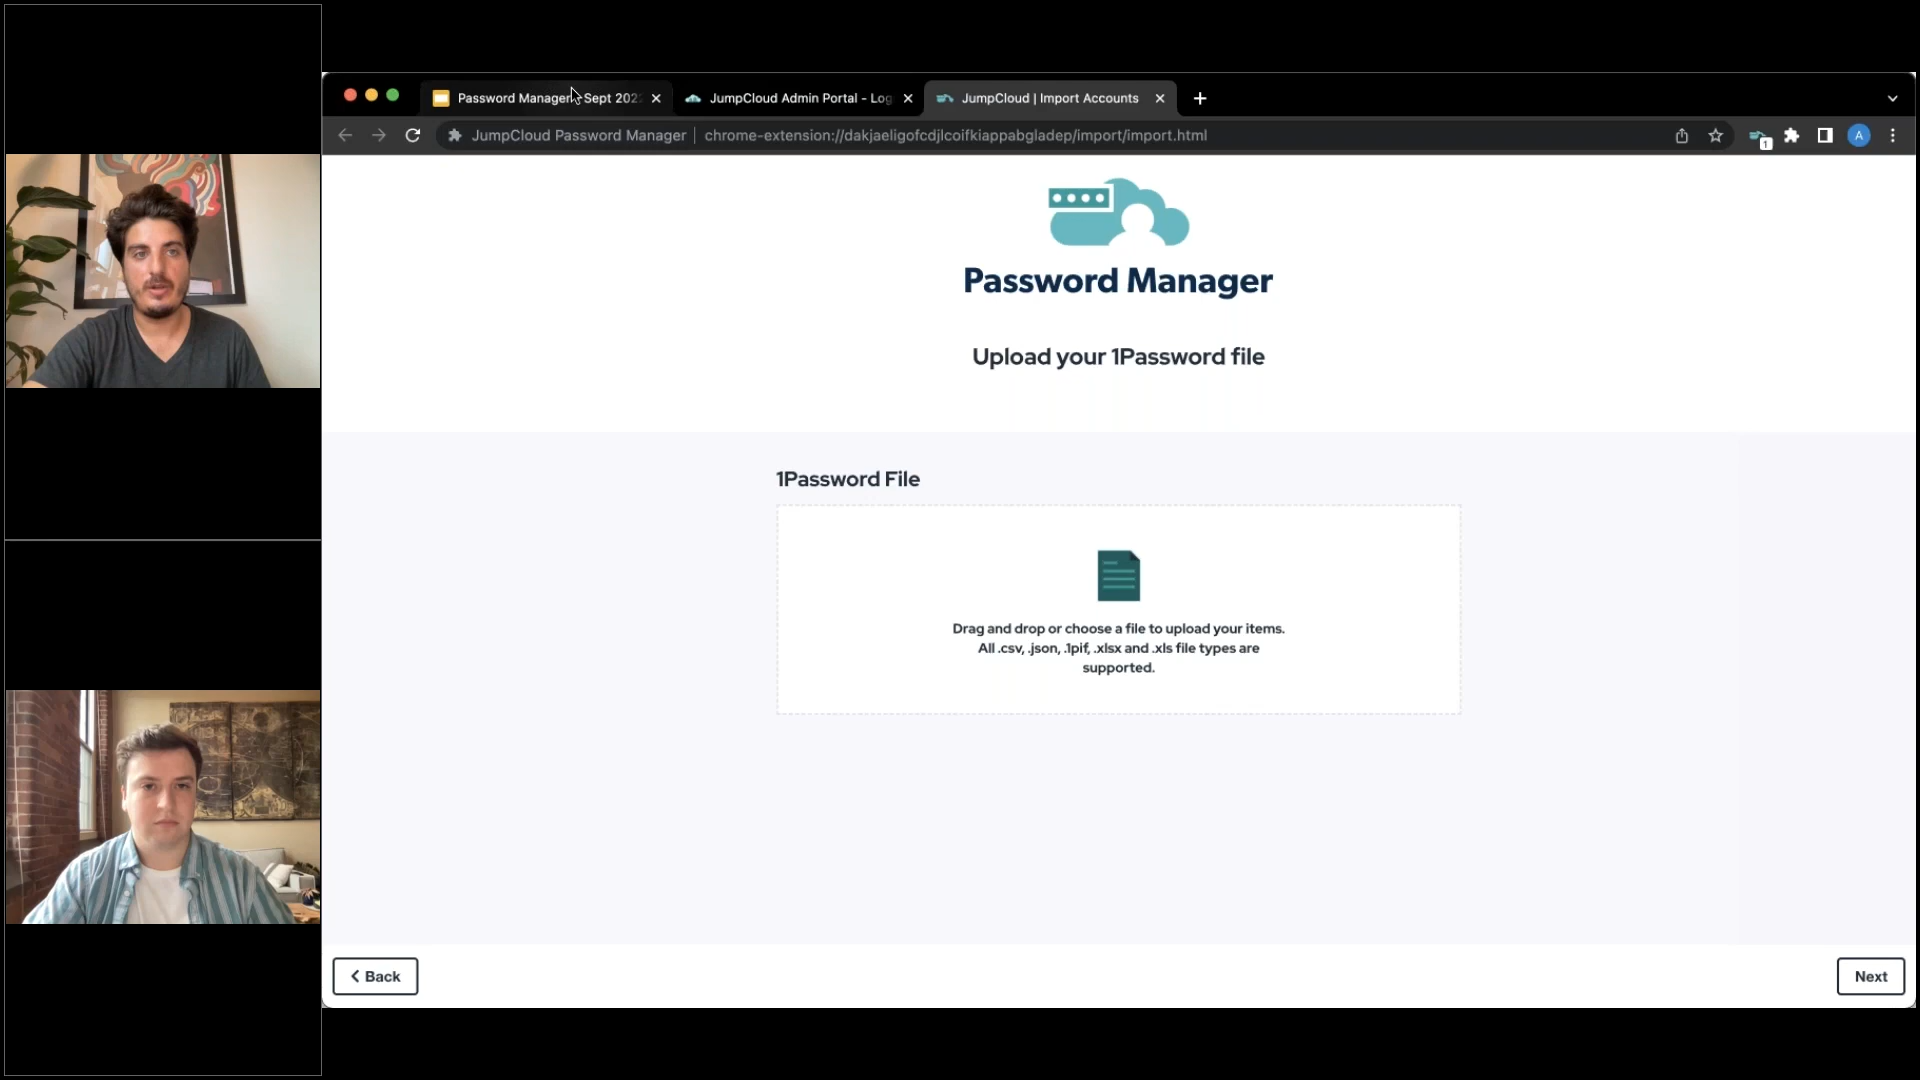 Password Manager - Sept 202
JumpCloud Admin Portal - Log
JumpCloud | Import Accounts
JumpCloud Password Manager
chrome-extension://dakjaeligofcdjlcoifkiappabgladep/import/import.html
1
A
Password Manager
Upload your 1Password file
1Password File
Drag and drop or choose a file to upload your items.
All .csv, .json, .1pif, .xlsx and .xls file types are
supported.
Back
Next